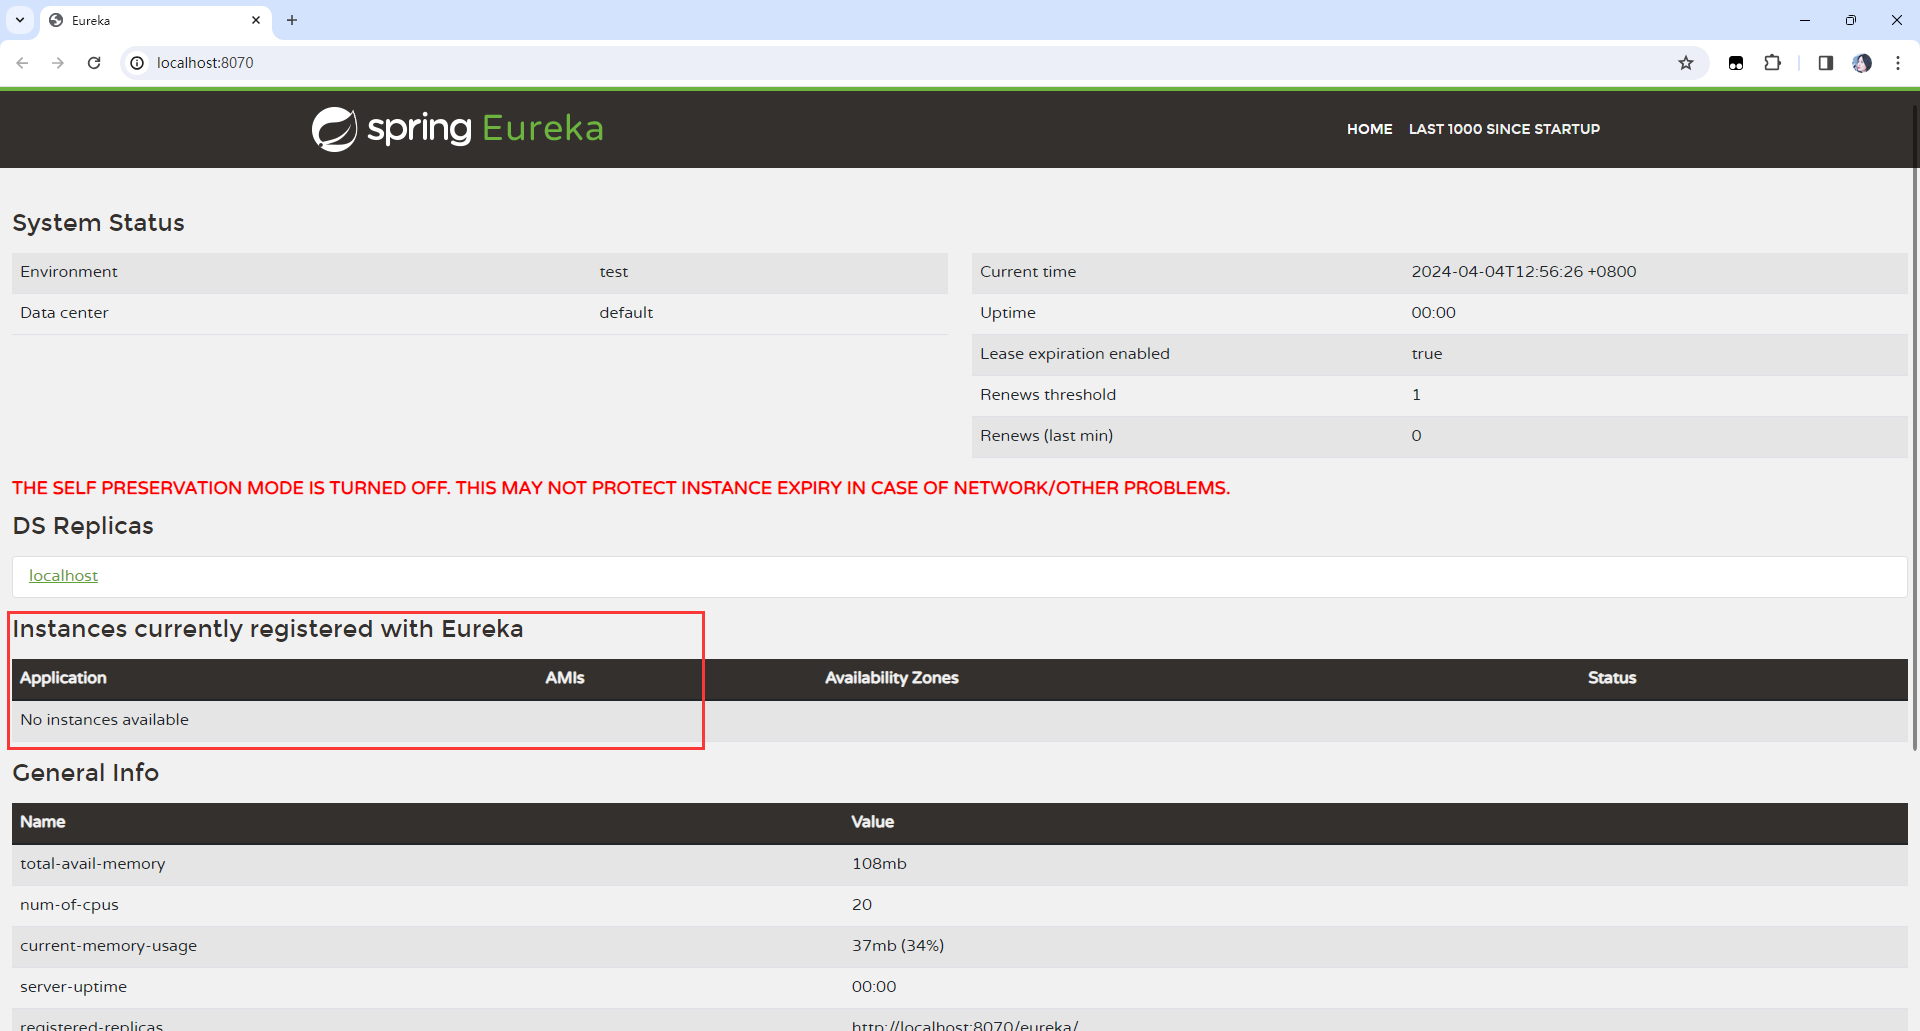 Eureka
localhost:8070
spring Eureka
HOME LAST 1000 SINCE STARTUP
System Status
Environment test
Data center default
Current time 2024-04-04T12:56:26 +0800
Uptime 00:00
Lease expiration enabled true
Renews threshold 1
Renews (last min) 0
THE SELF PRESERVATION MODE IS TURNED OFF. THIS MAY NOT PROTECT INSTANCE EXPIRY IN CASE OF NETWORK/OTHER PROBLEMS.
DS Replicas
localhost
Instances currently registered with Eureka
Application AMIs Availability Zones Status
No instances available
General Info
Name Value
total-avail-memory 108mb
num-of-cpus 20
current-memory-usage 37mb (34%)
server-uptime 00:00
registered-replicas http://localhost:8070/eureka/